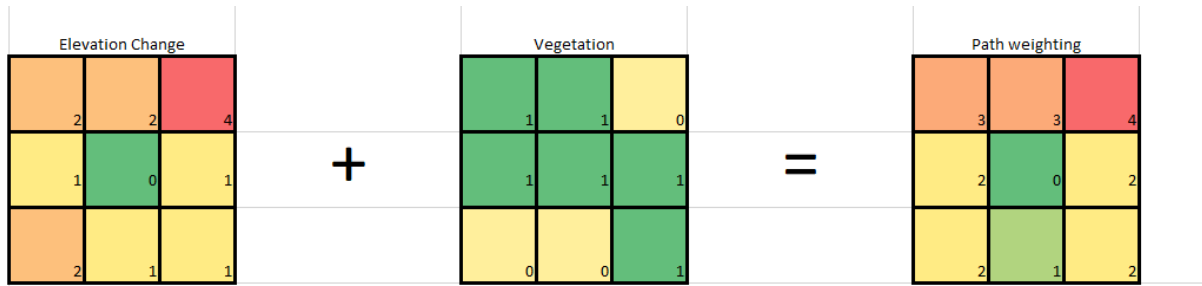 Elevation Change Vegetation Path weighting
2 2 4 1 1 0 3 3 4
1 0 1 + 1 1 1 = 2 0 2
2 1 1 0 0 1 2 1 2